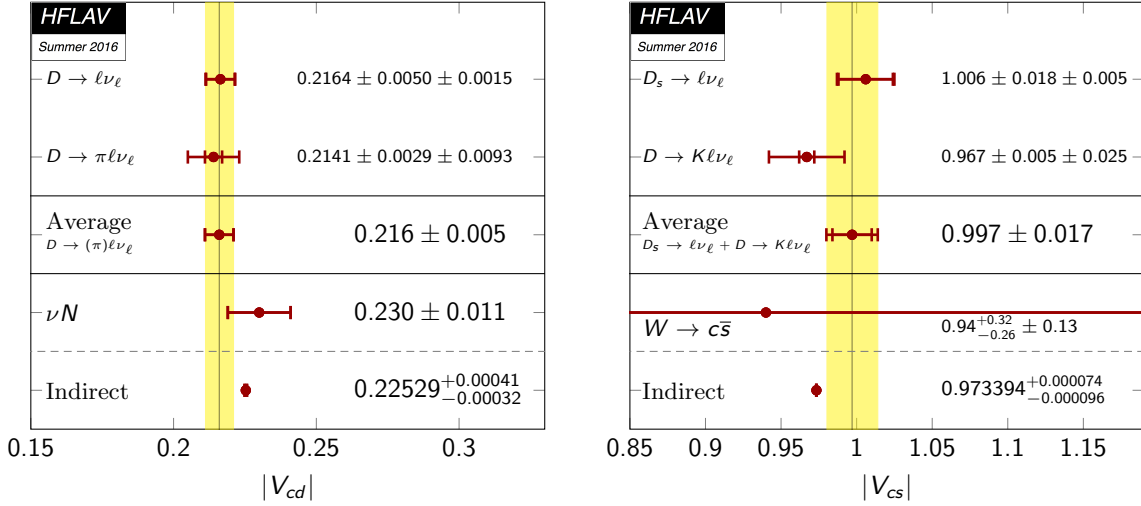 HFLAV
Summer 2016
D → ℓν_ℓ 0.2164 ± 0.0050 ± 0.0015
D → πℓν_ℓ 0.2141 ± 0.0029 ± 0.0093
Average
D → (π)ℓν_ℓ 0.216 ± 0.005
νN 0.230 ± 0.011
Indirect 0.22529^{+0.00041}_{−0.00032}
0.15 0.2 0.25 0.3
|V_{cd}|
HFLAV
Summer 2016
D_s → ℓν_ℓ 1.006 ± 0.018 ± 0.005
D → Kℓν_ℓ 0.967 ± 0.005 ± 0.025
Average
D_s → ℓν_ℓ + D → Kℓν_ℓ 0.997 ± 0.017
W → cs̄ 0.94^{+0.32}_{−0.26} ± 0.13
Indirect 0.973394^{+0.000074}_{−0.000096}
0.85 0.9 0.95 1 1.05 1.1 1.15
|V_{cs}|